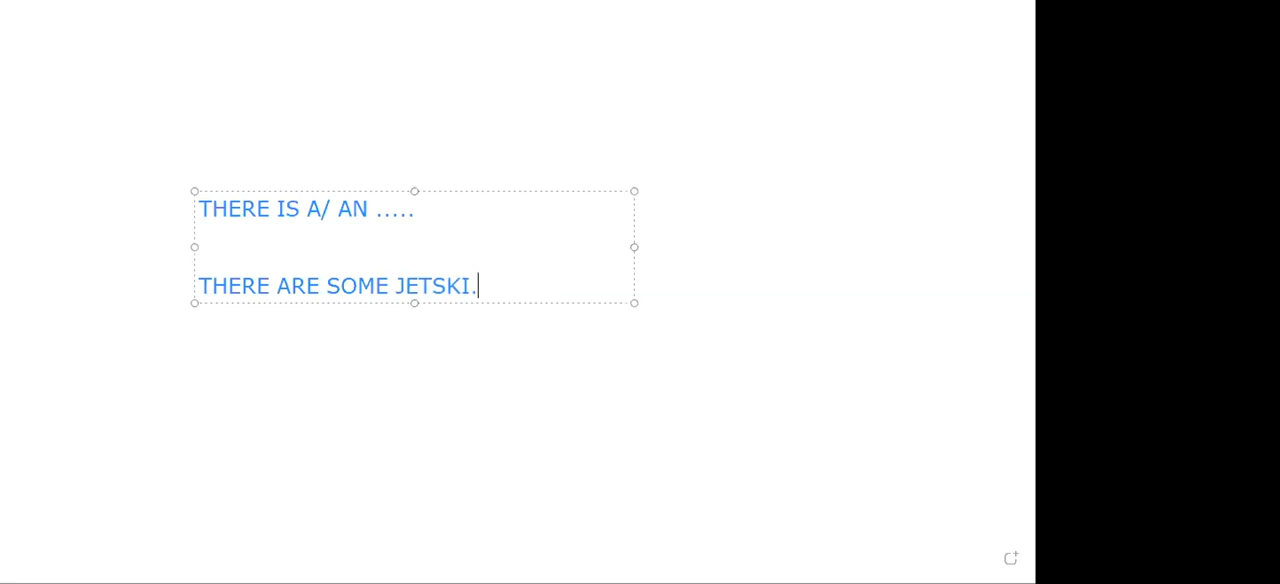 THERE IS A/ AN .....
THERE ARE SOME JETSKI.